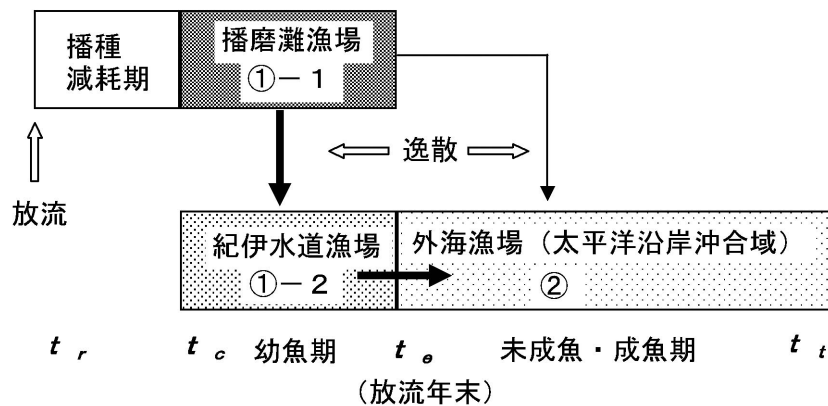 播種
減耗期
播磨灘漁場
①－１
逸散
放流
紀伊水道漁場
①－２
外海漁場（太平洋沿岸沖合域）
②
t r
t c
幼魚期
t e
未成魚・成魚期
t t
（放流年末）